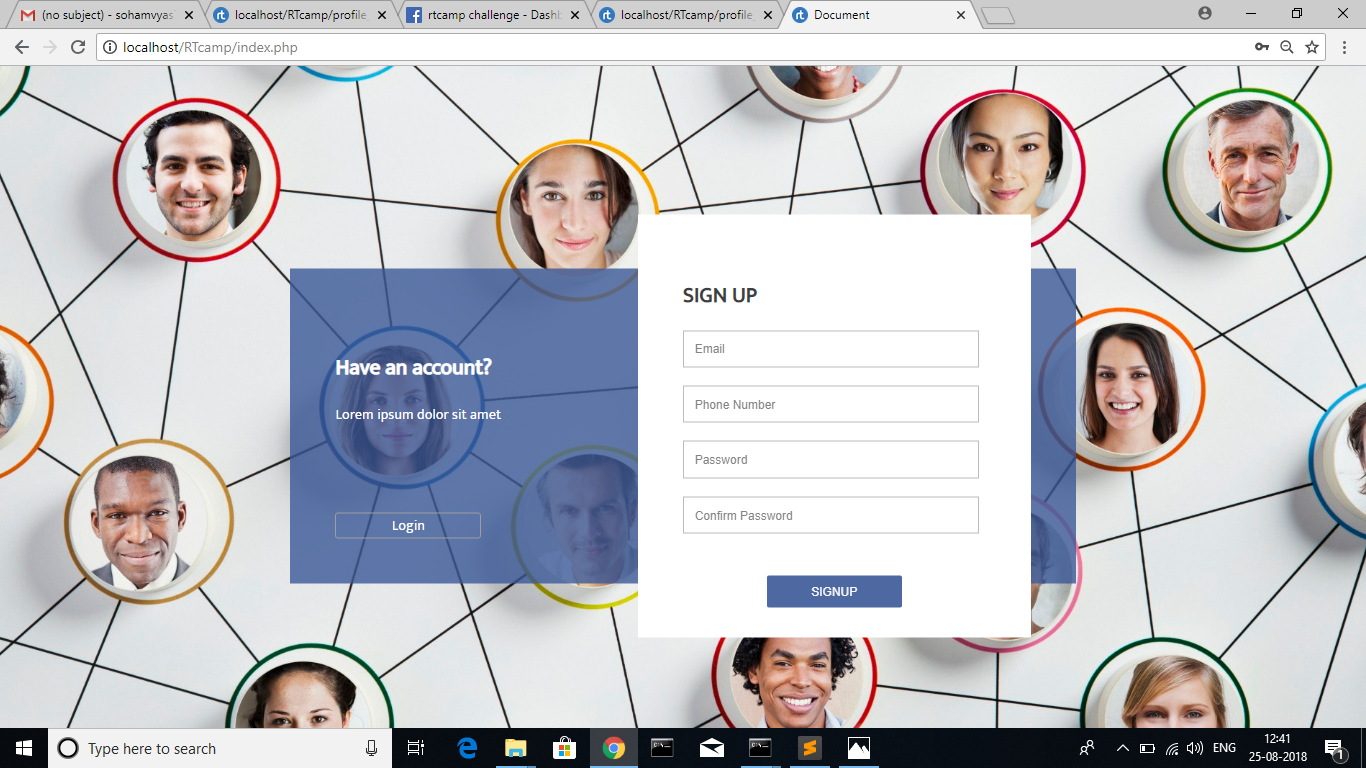 (no subject) - sohamvyas
localhost/RTcamp/profile
rtcamp challenge - Dashb
localhost/RTcamp/profile
Document
localhost/RTcamp/index.php
Have an account?
Lorem ipsum dolor sit amet
Login
SIGN UP
Email
Phone Number
Password
Confirm Password
SIGNUP
Type here to search
ENG
12:41
25-08-2018
1